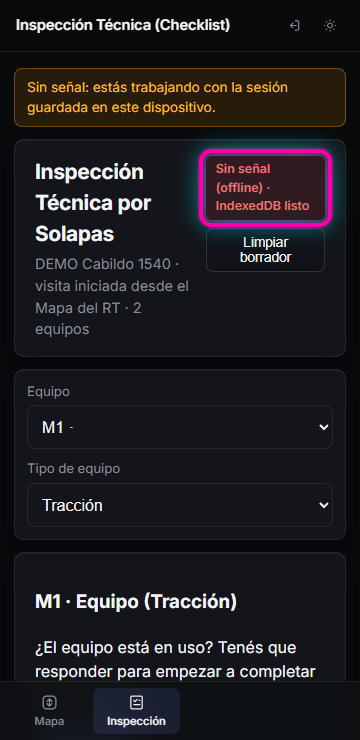 Inspección Técnica (Checklist)
Sin señal: estás trabajando con la sesión
guardada en este dispositivo.
Inspección
Técnica por
Solapas
DEMO Cabildo 1540 ·
visita iniciada desde el
Mapa del RT · 2
equipos
Sin señal
(offline) ·
IndexedDB listo
Limpiar
borrador
Equipo
M1 ·
Tipo de equipo
Tracción
M1 · Equipo (Tracción)
¿El equipo está en uso? Tenés que
responder para empezar a completar
Mapa
Inspección